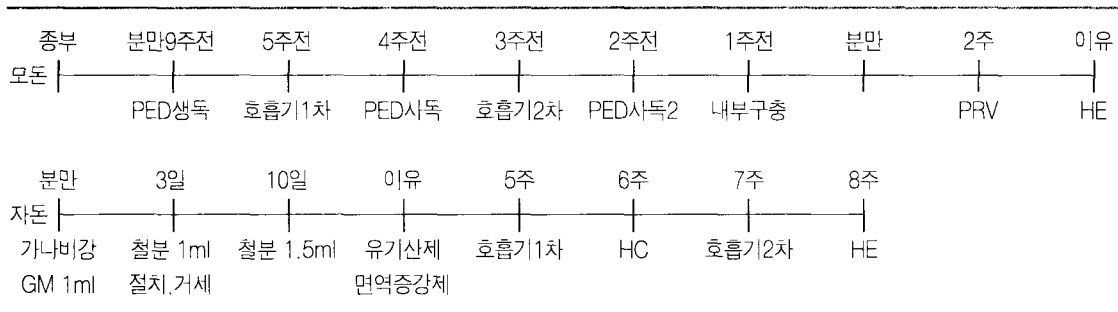 종부 분만9주전 5주전 4주전 3주전 2주전 1주전 분만 2주 이유
모돈
PED생독 호흡기1차 PED사독 호흡기2차 PED사독2 내부구충 PRV HE
분만 3일 10일 이유 5주 6주 7주 8주
자돈
가나비강 철분 1ml 철분 1.5ml 유기산제 호흡기1차 HC 호흡기2차 HE
GM 1ml 절치,거세 면역증강제